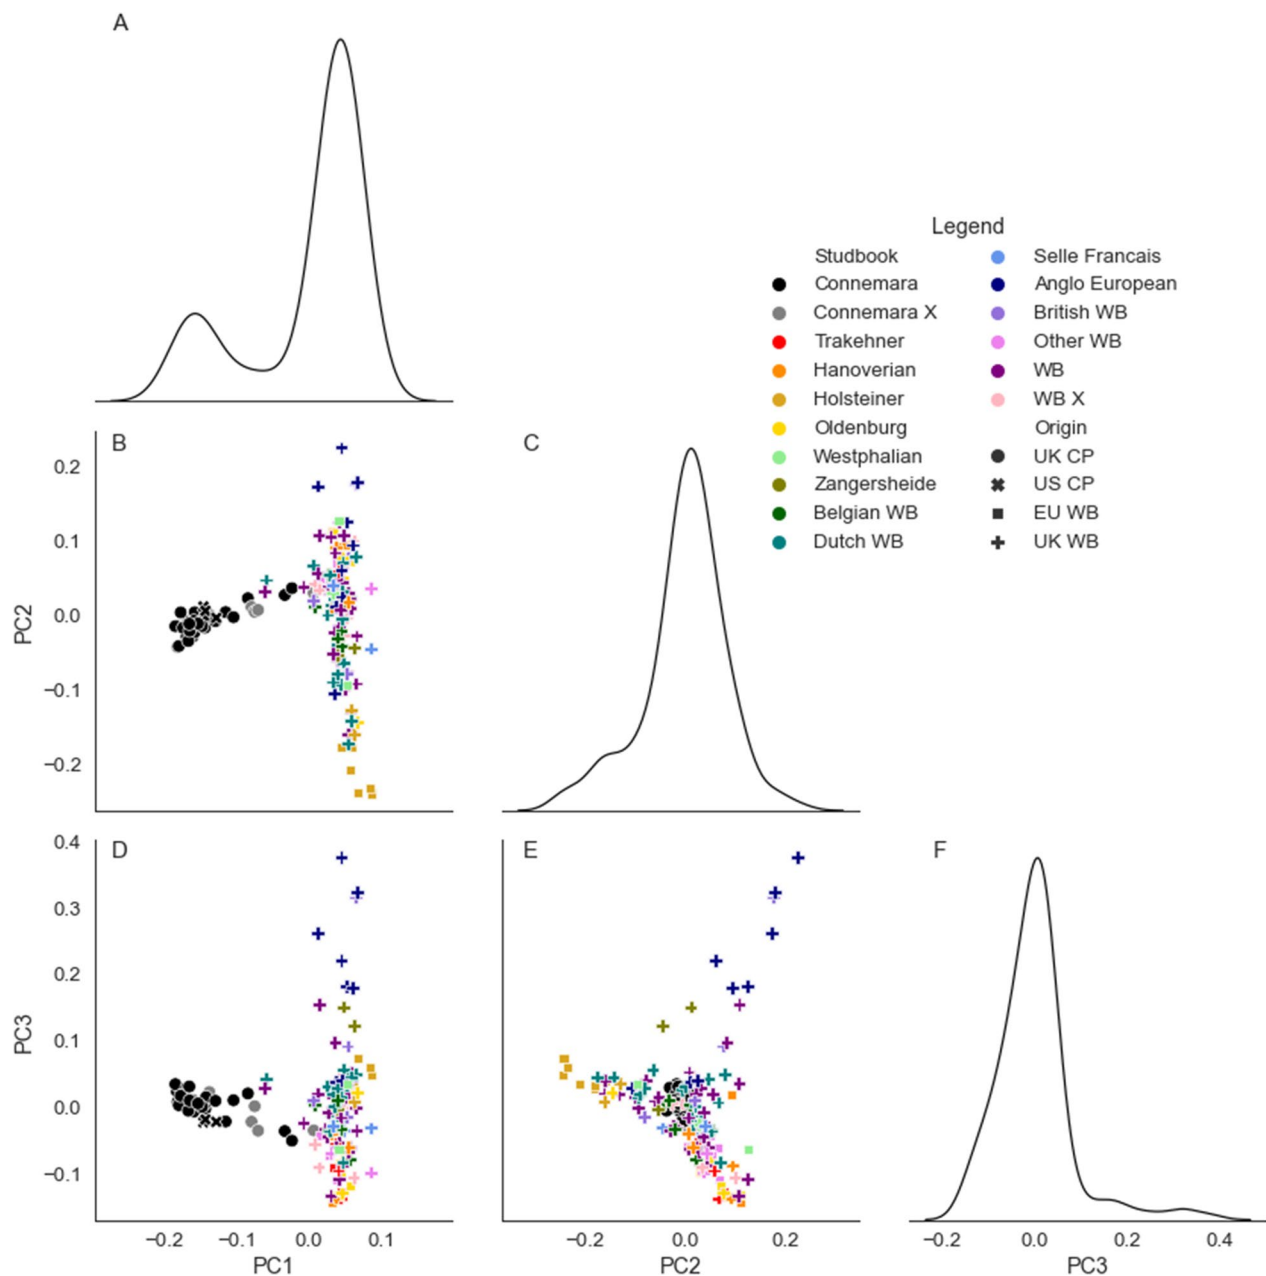 A
Legend
Studbook
Selle Francais
Connemara
Anglo European
Connemara X
British WB
Trakehner
Other WB
Hanoverian
WB
Holsteiner
WB X
Oldenburg
Origin
Westphalian
UK CP
Zangersheide
US CP
Belgian WB
EU WB
Dutch WB
UK WB
B
C
0.2
0.1
0.0
−0.1
−0.2
PC2
D
E
F
0.4
0.3
0.2
0.1
0.0
−0.1
PC3
−0.2 −0.1 0.0 0.1
−0.2 0.0 0.2
−0.2 0.0 0.2 0.4
PC1
PC2
PC3